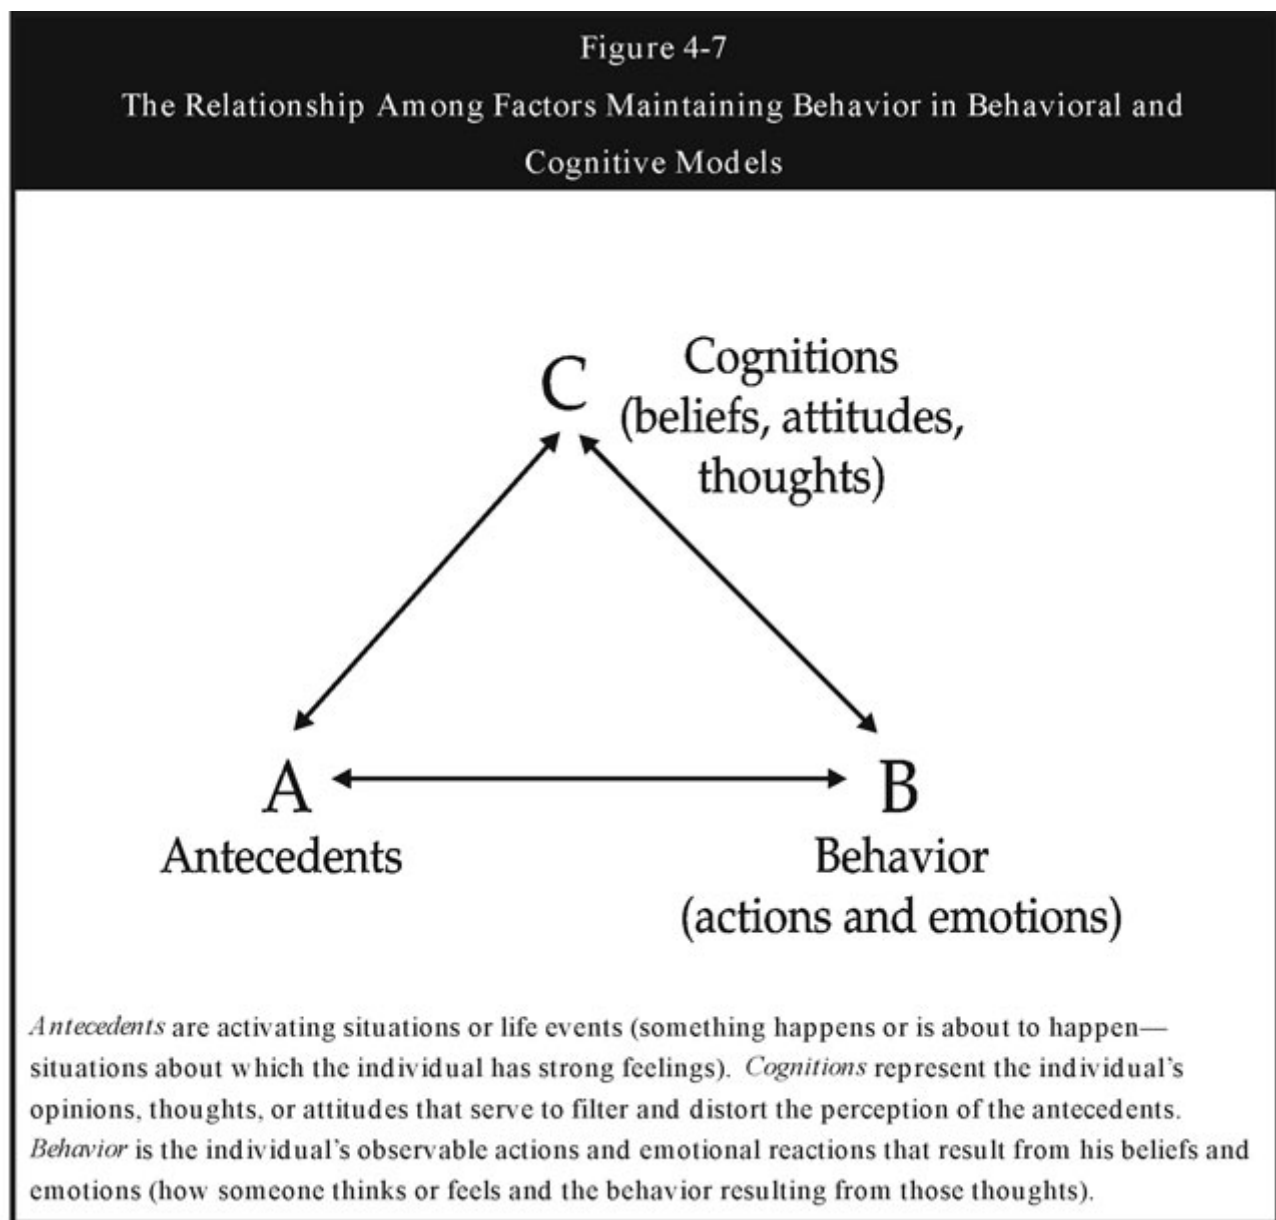 Figure 4-7
The Relationship Among Factors Maintaining Behavior in Behavioral and
Cognitive Models
C
Cognitions
(beliefs, attitudes,
thoughts)
A
Antecedents
B
Behavior
(actions and emotions)
Antecedents are activating situations or life events (something happens or is about to happen—
situations about which the individual has strong feelings). Cognitions represent the individual's
opinions, thoughts, or attitudes that serve to filter and distort the perception of the antecedents.
Behavior is the individual's observable actions and emotional reactions that result from his beliefs and
emotions (how someone thinks or feels and the behavior resulting from those thoughts).